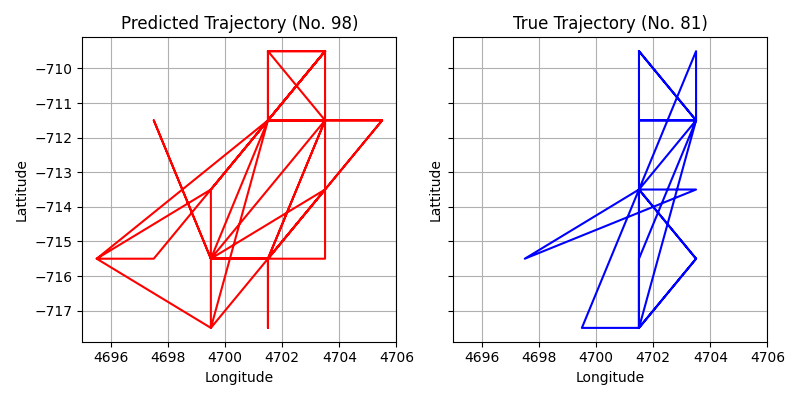 Predicted Trajectory (No. 98)
True Trajectory (No. 81)
−710
−711
−712
−713
−714
−715
−716
−717
Lattitude
Lattitude
4696 4698 4700 4702 4704 4706
4696 4698 4700 4702 4704 4706
Longitude
Longitude